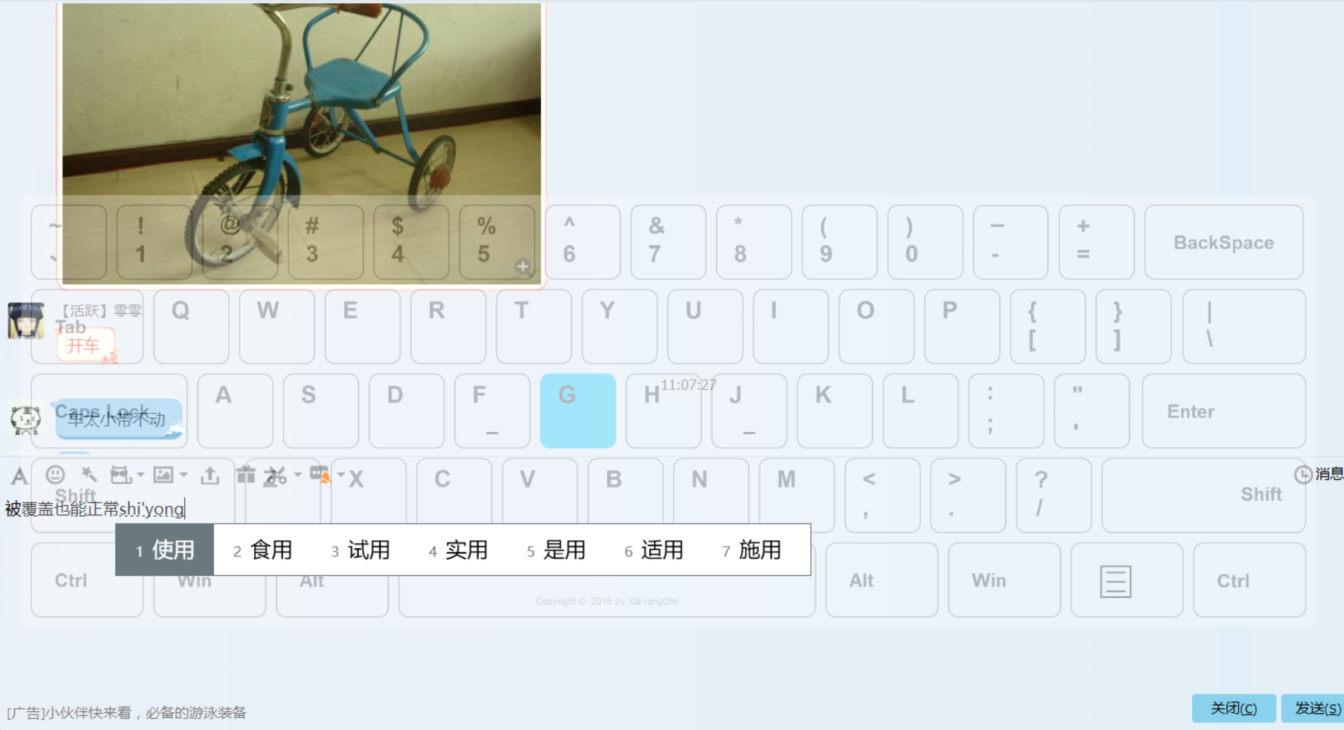 ~ ! @ # $ % ^ & * ( ) — +
1 2 3 4 5 6 7 8 9 0 - = BackSpace
【活跃】零零
Tab Q W E R T Y U I O P { } |
[ ] \
开车
11:07:27
Caps Lock A S D F G H J K L : " Enter
_ _ ; '
车太小带不动
消息
Shift X C V B N M < > ? Shift
, . /
被覆盖也能正常shi'yong
1 使用 2 食用 3 试用 4 实用 5 是用 6 适用 7 施用
Ctrl Win Alt Alt Win Ctrl
Copyright © 2016 by XiaYangChin
[广告]小伙伴快来看，必备的游泳装备
关闭(C) 发送(S)